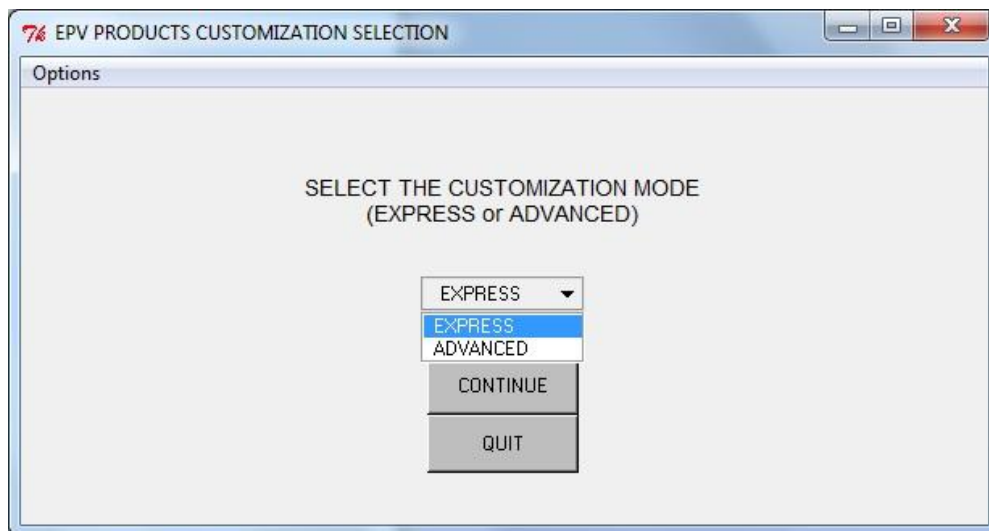 EPV PRODUCTS CUSTOMIZATION SELECTION
Options
SELECT THE CUSTOMIZATION MODE
(EXPRESS or ADVANCED)
EXPRESS
EXPRESS
ADVANCED
CONTINUE
QUIT